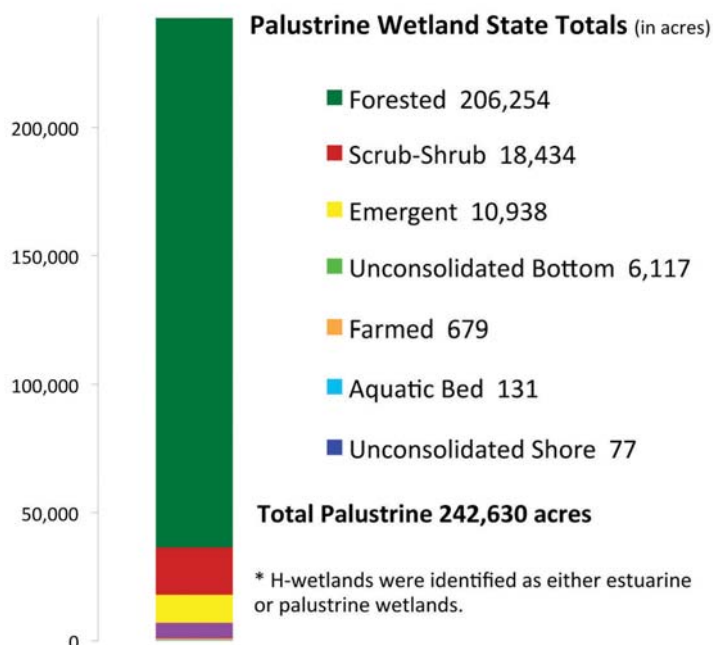 Palustrine Wetland State Totals (in acres)
200,000
150,000
100,000
50,000
0
Forested 206,254
Scrub-Shrub 18,434
Emergent 10,938
Unconsolidated Bottom 6,117
Farmed 679
Aquatic Bed 131
Unconsolidated Shore 77
Total Palustrine 242,630 acres
* H-wetlands were identified as either estuarine
or palustrine wetlands.